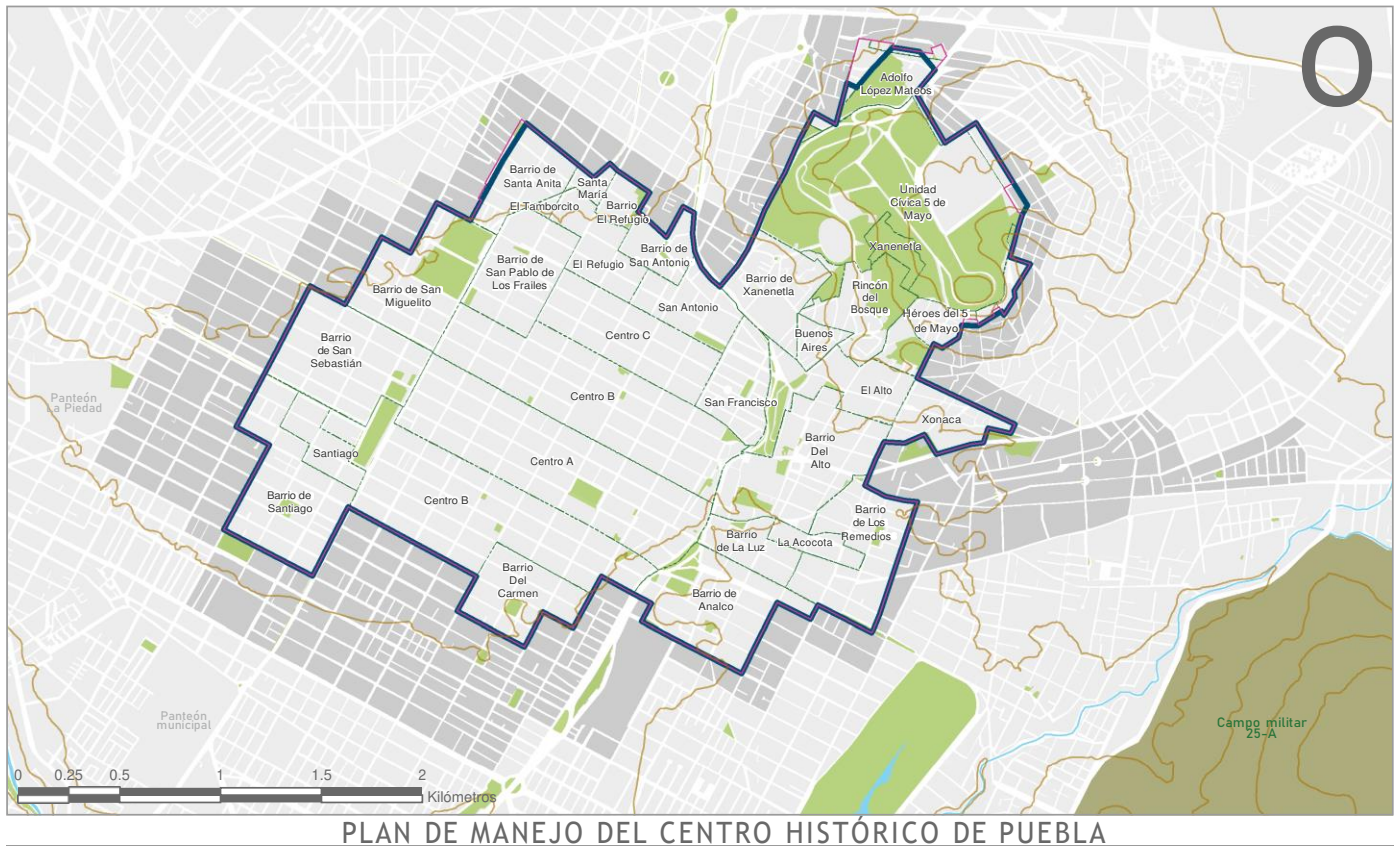 O
Adolfo
López Mateos
Barrio de
Santa Anita
Santa
María
El Tamborcito
Barrio
El Refugio
Unidad
Cívica 5 de
Mayo
Xanenetla
Barrio de
San Antonio
El Refugio
Barrio de
San Pablo de
Los Frailes
Barrio de
Xanenetla
Rincón
del
Bosque
Barrio de San
Miguelito
San Antonio
Héroes del 5
de Mayo
Buenos
Aires
Centro C
Barrio
de San
Sebastián
El Alto
Centro B
San Francisco
Panteón
La Piedad
Xonaca
Barrio
Del
Alto
Santiago
Centro A
Barrio de
Santiago
Centro B
Barrio
de Los
Remedios
Barrio
de La Luz
La Acocota
Barrio
Del
Carmen
Barrio de
Analco
Panteón
municipal
Campo militar
25-A
0 0.25 0.5 1 1.5 2
Kilómetros
PLAN DE MANEJO DEL CENTRO HISTÓRICO DE PUEBLA